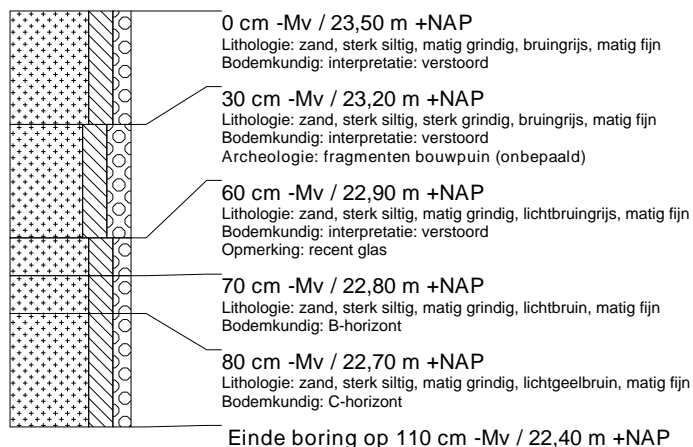 0 cm -Mv / 23,50 m +NAP
Lithologie: zand, sterk siltig, matig grindig, bruingrijs, matig fijn
Bodemkundig: interpretatie: verstoord
30 cm -Mv / 23,20 m +NAP
Lithologie: zand, sterk siltig, sterk grindig, bruingrijs, matig fijn
Bodemkundig: interpretatie: verstoord
Archeologie: fragmenten bouwpuin (onbepaald)
60 cm -Mv / 22,90 m +NAP
Lithologie: zand, sterk siltig, matig grindig, lichtbruingrijs, matig fijn
Bodemkundig: interpretatie: verstoord
Opmerking: recent glas
70 cm -Mv / 22,80 m +NAP
Lithologie: zand, sterk siltig, matig grindig, lichtbruin, matig fijn
Bodemkundig: B-horizont
80 cm -Mv / 22,70 m +NAP
Lithologie: zand, sterk siltig, matig grindig, lichtgeelbruin, matig fijn
Bodemkundig: C-horizont
Einde boring op 110 cm -Mv / 22,40 m +NAP